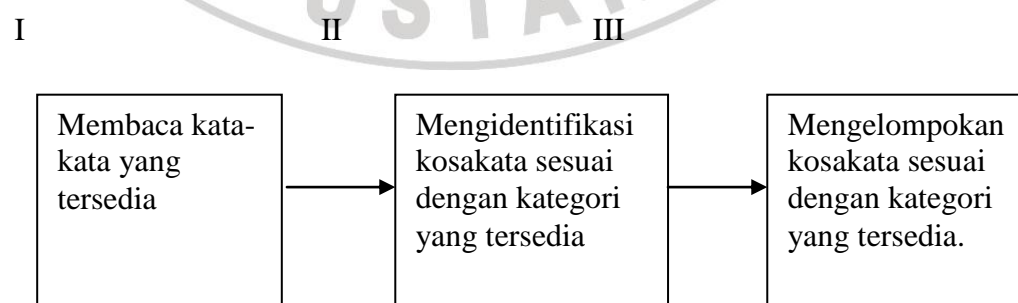 I II III
Membaca kata-
kata yang
tersedia
Mengidentifikasi
kosakata sesuai
dengan kategori
yang tersedia
Mengelompokan
kosakata sesuai
dengan kategori
yang tersedia.